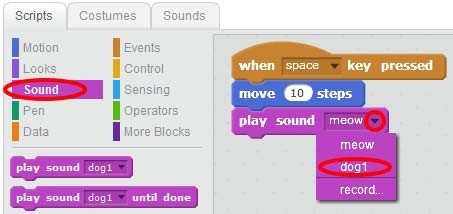 Scripts Costumes Sounds
Motion Events
Looks Control
Sound Sensing
Pen Operators
Data More Blocks
play sound dog1
play sound dog1 until done
when space key pressed
move 10 steps
play sound meow
meow
dog1
record...